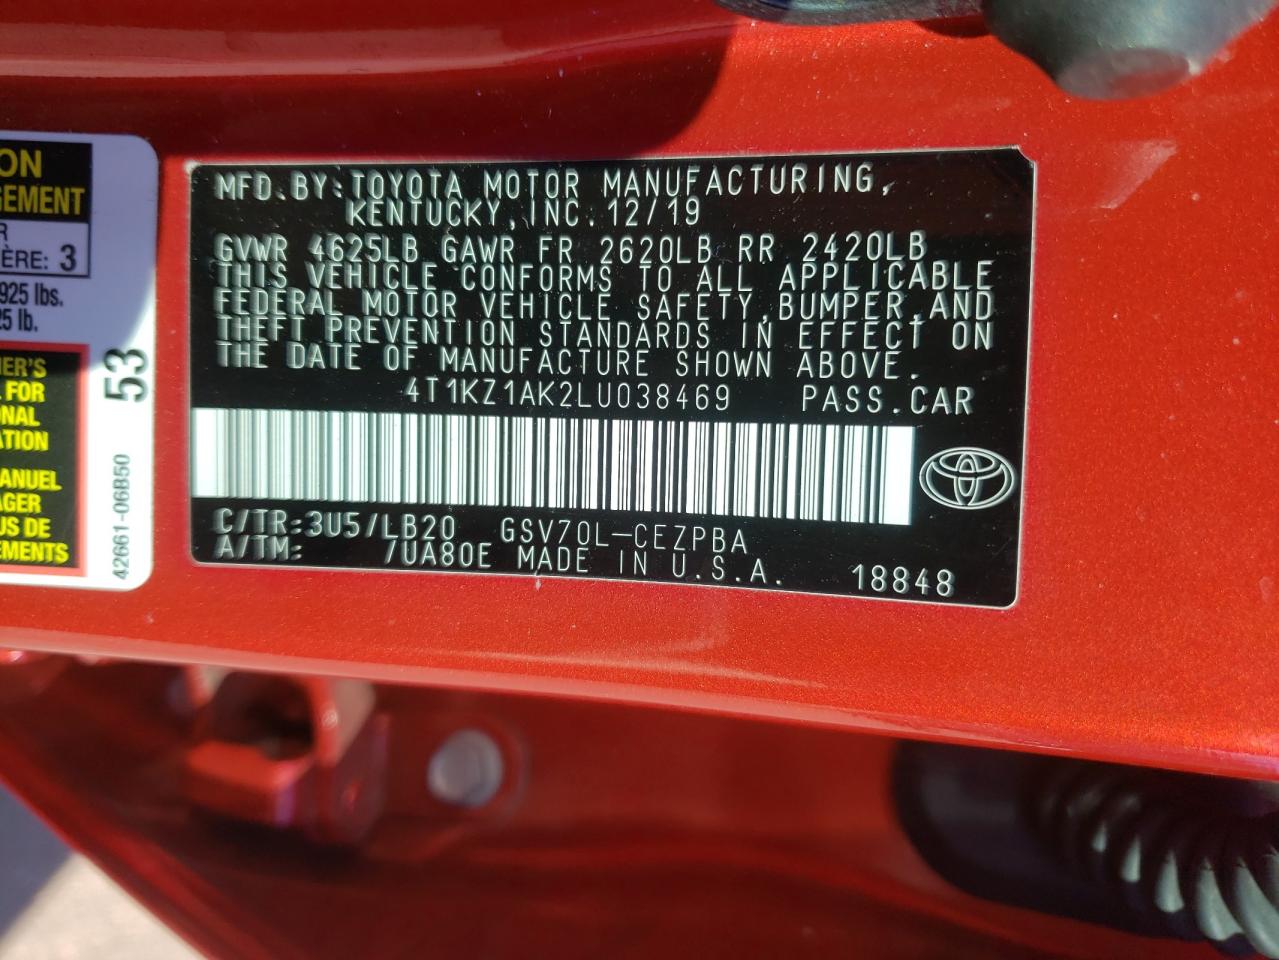 ON
GEMENT
R
ÈRE: 3
925 lbs.
25 lb.
53
ER'S
L FOR
ONAL
ATION
ANUEL
AGER
US DE
EMENTS
42661-06B50
MFD.BY:TOYOTA MOTOR MANUFACTURING,
KENTUCKY,INC.12/19
GVWR 4625LB GAWR FR 2620LB RR 2420LB
THIS VEHICLE CONFORMS TO ALL APPLICABLE
FEDERAL MOTOR VEHICLE SAFETY,BUMPER,AND
THEFT PREVENTION STANDARDS IN EFFECT ON
THE DATE OF MANUFACTURE SHOWN ABOVE.
4T1KZ1AK2LU038469 PASS.CAR
C/TR:3U5/LB20 GSV70L-CEZPBA
A/TM: /UA80E MADE IN U.S.A. 18848